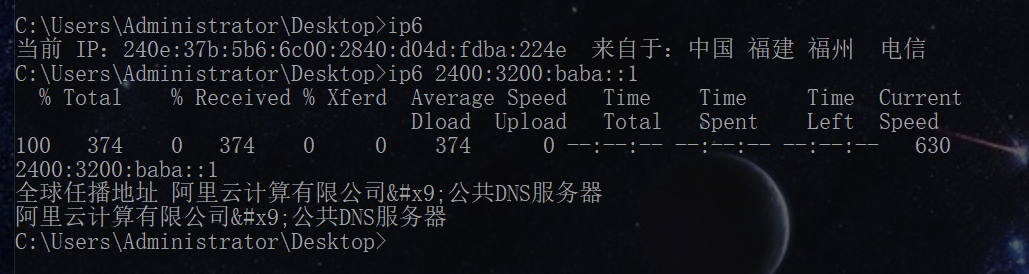 C:\Users\Administrator\Desktop>ip6
当前 IP：240e:37b:5b6:6c00:2840:d04d:fdba:224e  来自于：中国 福建 福州  电信
C:\Users\Administrator\Desktop>ip6 2400:3200:baba::1
  % Total    % Received % Xferd  Average Speed   Time    Time     Time  Current
                                 Dload  Upload   Total   Spent    Left  Speed
100   374    0   374    0     0    374      0 --:--:-- --:--:-- --:--:--   630
2400:3200:baba::1
全球任播地址 阿里云计算有限公司&#x9;公共DNS服务器
阿里云计算有限公司&#x9;公共DNS服务器
C:\Users\Administrator\Desktop>